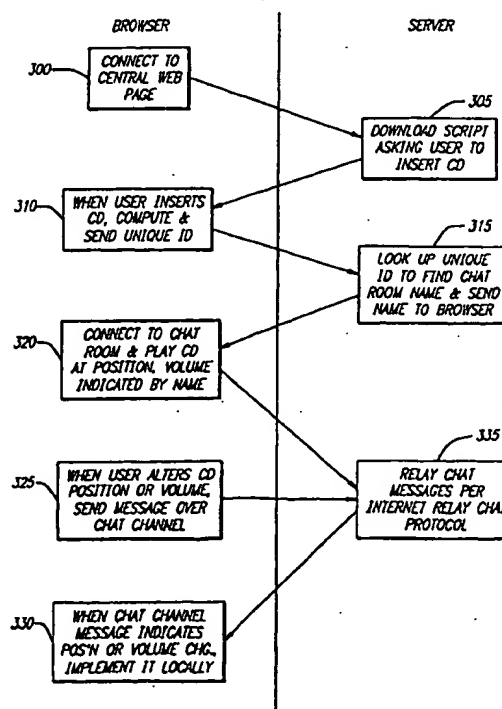 BROWSER
SERVER
300
CONNECT TO
CENTRAL WEB
PAGE
305
DOWNLOAD SCRIPT
ASKING USER TO
INSERT CD
310
WHEN USER INSERTS
CD, COMPUTE &
SEND UNIQUE ID
315
LOOK UP UNIQUE
ID TO FIND CHAT
ROOM NAME & SEND
NAME TO BROWSER
320
CONNECT TO CHAT
ROOM & PLAY CD
AT POSITION, VOLUME
INDICATED BY NAME
335
RELAY CHAT
MESSAGES PER
INTERNET RELAY CHAT
PROTOCOL
325
WHEN USER ALTERS CD
POSITION OR VOLUME,
SEND MESSAGE OVER
CHAT CHANNEL
330
WHEN CHAT CHANNEL
MESSAGE INDICATES
POS'N OR VOLUME CHG.,
IMPLEMENT IT LOCALLY